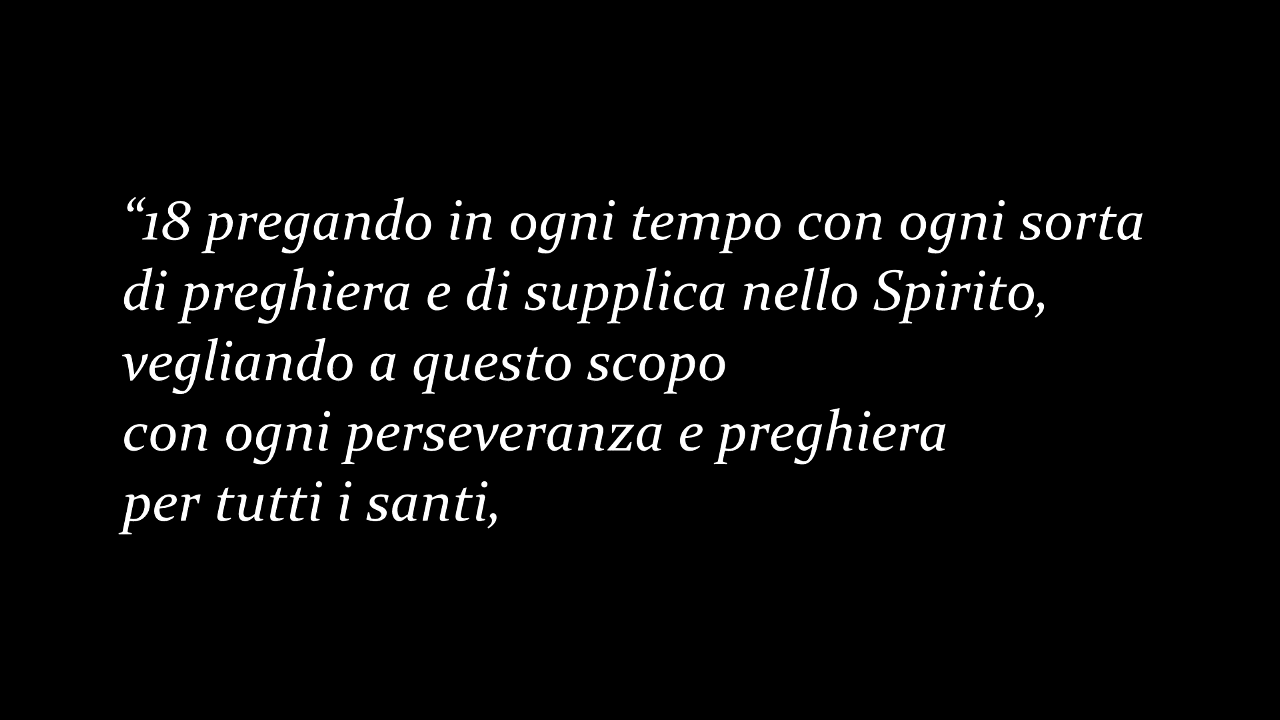 “18 pregando in ogni tempo con ogni sorta
di preghiera e di supplica nello Spirito,
vegliando a questo scopo
con ogni perseveranza e preghiera
per tutti i santi,